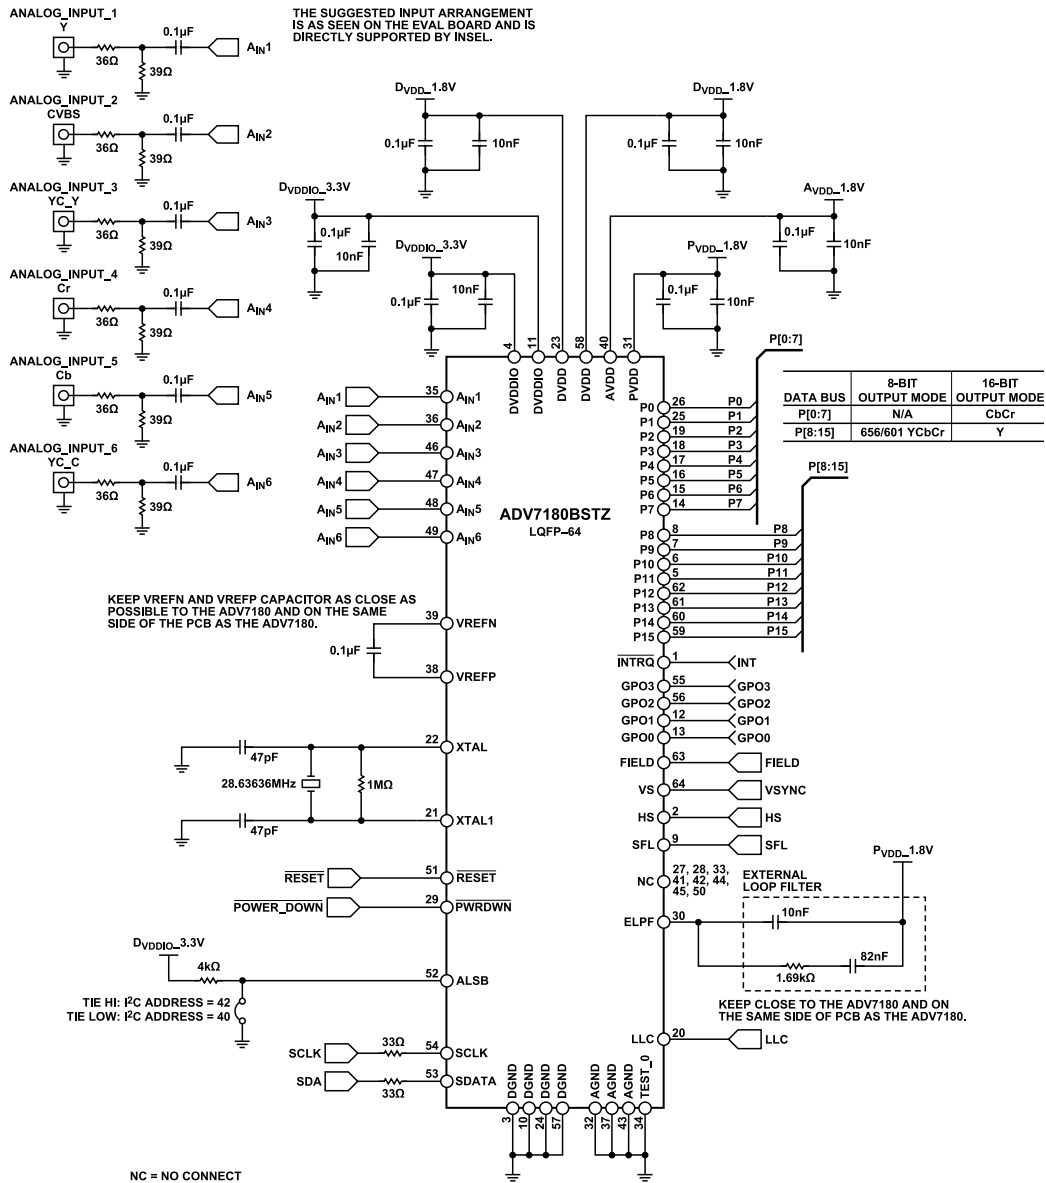 ANALOG_INPUT_1
Y
36Ω
39Ω
0.1µF
AIN1
ANALOG_INPUT_2
CVBS
36Ω
39Ω
0.1µF
AIN2
ANALOG_INPUT_3
YC_Y
36Ω
39Ω
0.1µF
AIN3
ANALOG_INPUT_4
Cr
36Ω
39Ω
0.1µF
AIN4
ANALOG_INPUT_5
Cb
36Ω
39Ω
0.1µF
AIN5
ANALOG_INPUT_6
YC_C
36Ω
39Ω
0.1µF
AIN6
THE SUGGESTED INPUT ARRANGEMENT
IS AS SEEN ON THE EVAL BOARD AND IS
DIRECTLY SUPPORTED BY INSEL.
DVDD_1.8V
0.1µF
10nF
DVDD_1.8V
0.1µF
10nF
DVDDIO_3.3V
0.1µF
10nF
DVDDIO_3.3V
0.1µF
10nF
AVDD_1.8V
0.1µF
10nF
PVDD_1.8V
0.1µF
10nF
4 DVDDIO
11 DVDDIO
23 DVDD
58 DVDD
40 AVDD
31 PVDD
ADV7180BSTZ
LQFP–64
AIN1 35 AIN1
AIN2 36 AIN2
AIN3 46 AIN3
AIN4 47 AIN4
AIN5 48 AIN5
AIN6 49 AIN6
KEEP VREFN AND VREFP CAPACITOR AS CLOSE AS
POSSIBLE TO THE ADV7180 AND ON THE SAME
SIDE OF THE PCB AS THE ADV7180.
39 VREFN
0.1µF
38 VREFP
22 XTAL
47pF
28.63636MHz
1MΩ
21 XTAL1
47pF
RESET 51 RESET
POWER_DOWN 29 PWRDWN
DVDDIO_3.3V
4kΩ
52 ALSB
TIE HI: I2C ADDRESS = 42
TIE LOW: I2C ADDRESS = 40
SCLK 33Ω 54 SCLK
SDA 33Ω 53 SDATA
P[0:7]
P0 26 P0
P1 25 P1
P2 19 P2
P3 18 P3
P4 17 P4
P5 16 P5
P6 15 P6
P7 14 P7
P[8:15]
P8 8 P8
P9 7 P9
P10 6 P10
P11 5 P11
P12 62 P12
P13 61 P13
P14 60 P14
P15 59 P15
DATA BUS 8-BIT OUTPUT MODE 16-BIT OUTPUT MODE
P[0:7] N/A CbCr
P[8:15] 656/601 YCbCr Y
INTRQ 1 INT
GPO3 55 GPO3
GPO2 56 GPO2
GPO1 12 GPO1
GPO0 13 GPO0
FIELD 63 FIELD
VS 64 VSYNC
HS 2 HS
SFL 9 SFL
NC 27, 28, 33,
41, 42, 44,
45, 50
ELPF 30
EXTERNAL
LOOP FILTER
PVDD_1.8V
10nF
1.69kΩ
82nF
KEEP CLOSE TO THE ADV7180 AND ON
THE SAME SIDE OF PCB AS THE ADV7180.
LLC 20 LLC
DGND 3
DGND 10
DGND 24
DGND 57
AGND 32
AGND 37
AGND 43
TEST_0 34
NC = NO CONNECT